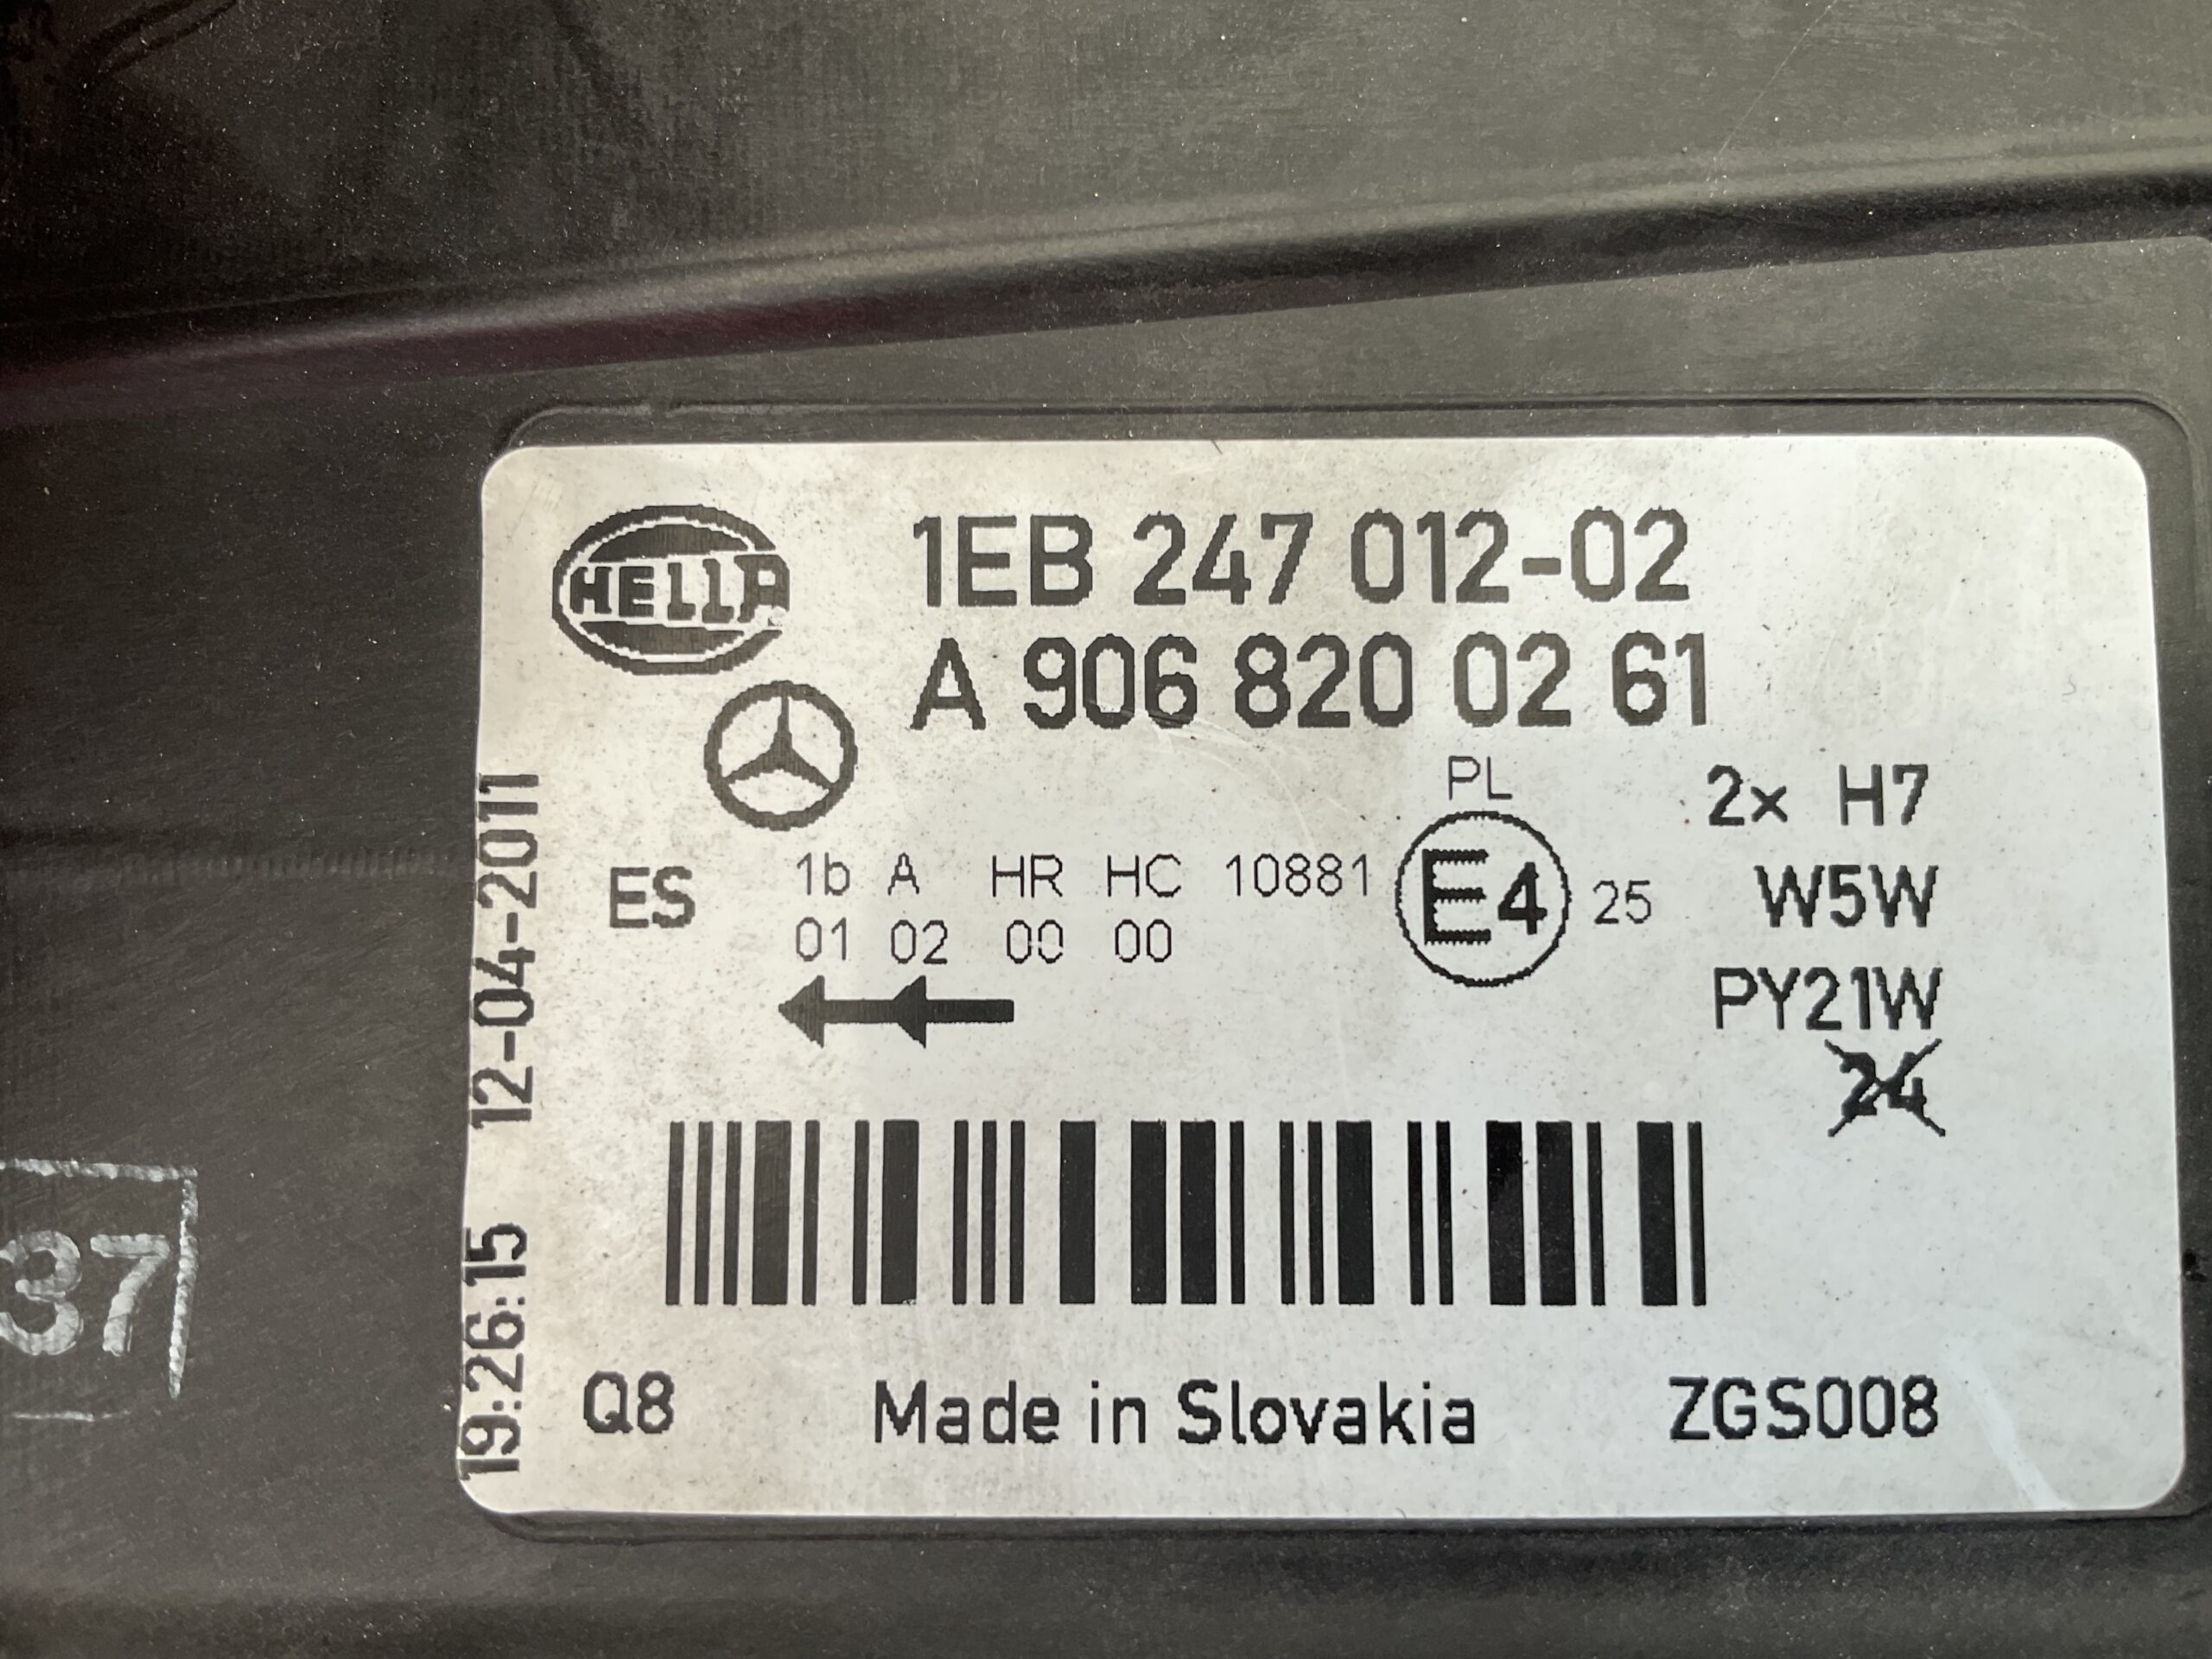 HELLA
1EB 247 012-02
A 906 820 02 61
PL
2x H7
ES
1b A HR HC 10881
E4
25
W5W
01 02 00 00
PY21W
24
12-04-2011
19:26:15
37
Q8
Made in Slovakia
ZGS008